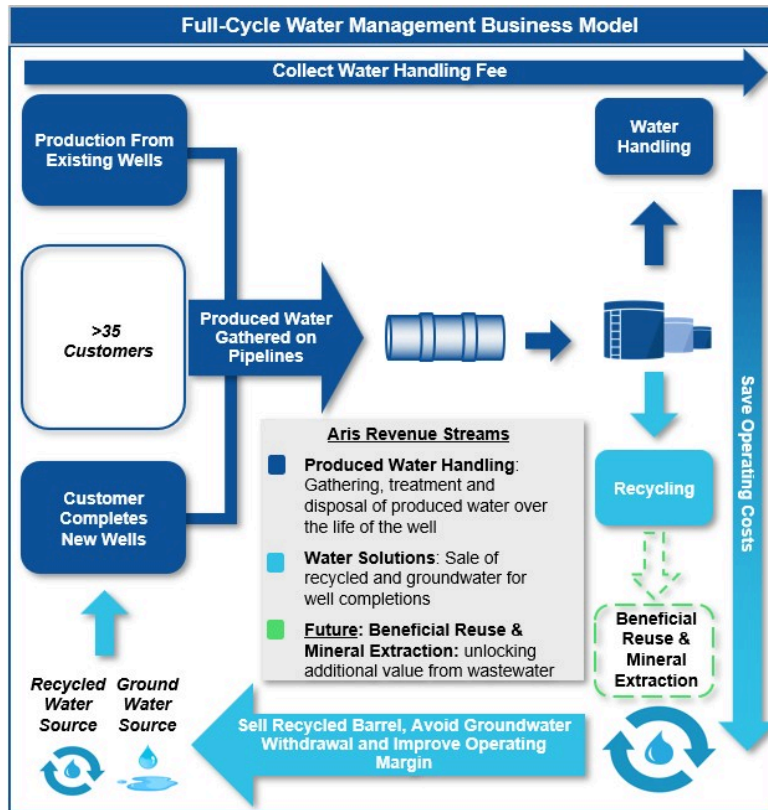 Full-Cycle Water Management Business Model
Collect Water Handling Fee
Production From
Existing Wells
Water
Handling
>35
Customers
Produced Water
Gathered on
Pipelines
Save Operating Costs
Customer
Completes
New Wells
Aris Revenue Streams
Produced Water Handling:
Gathering, treatment and
disposal of produced water over
the life of the well
Water Solutions: Sale of
recycled and groundwater for
well completions
Future: Beneficial Reuse &
Mineral Extraction: unlocking
additional value from wastewater
Recycling
Beneficial
Reuse &
Mineral
Extraction
Recycled
Water
Source
Ground
Water
Source
Sell Recycled Barrel, Avoid Groundwater
Withdrawal and Improve Operating
Margin